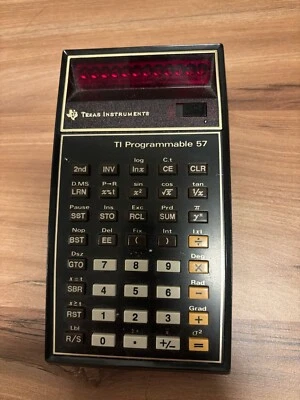 TEXAS INSTRUMENTS
TI Programmable 57
log C.t
2nd INV lnx CE CLR
D.MS P→R sin cos tan
LRN x⇄t x² √x 1/x
Pause Ins Exc Prd π
SST STO RCL SUM yˣ
Nop Del Fix Int |x|
BST EE ( ) ÷
Dsz Deg
GTO 7 8 9 X
x=t Rad
SBR 4 5 6 −
x≥t Grad
RST 1 2 3 +
Lbl σ²
R/S 0 . +/− =